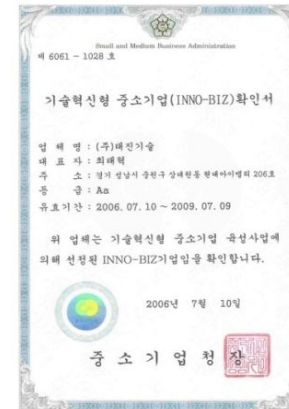 Small and Medium Business Administration
제 6061 - 1028 호
기술혁신형 중소기업(INNO-BIZ)확인서
업 체 명 : (주)태진기술
대 표 자 : 최태혁
주 소 : 경기 성남시 중원구 상대원동 현대아이밸리 206호
등 급 : Aa
유효기간 : 2006. 07. 10 ~ 2009. 07. 09
위 업체는 기술혁신형 중소기업 육성사업에
의해 선정된 INNO-BIZ기업임을 확인합니다.
2006년 7월 10일
중 소 기 업 청 장